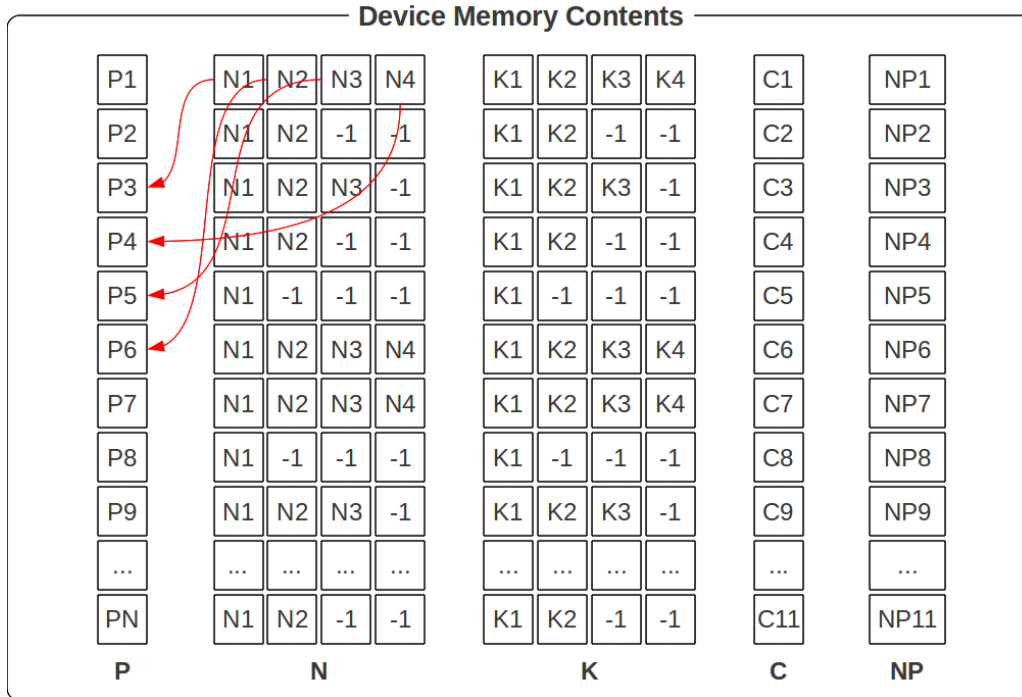 Device Memory Contents
P1 N1 N2 N3 N4 K1 K2 K3 K4 C1 NP1
P2 N1 N2 -1 -1 K1 K2 -1 -1 C2 NP2
P3 N1 N2 N3 -1 K1 K2 K3 -1 C3 NP3
P4 N1 N2 -1 -1 K1 K2 -1 -1 C4 NP4
P5 N1 -1 -1 -1 K1 -1 -1 -1 C5 NP5
P6 N1 N2 N3 N4 K1 K2 K3 K4 C6 NP6
P7 N1 N2 N3 N4 K1 K2 K3 K4 C7 NP7
P8 N1 -1 -1 -1 K1 -1 -1 -1 C8 NP8
P9 N1 N2 N3 -1 K1 K2 K3 -1 C9 NP9
... ... ... ... ... ... ... ... ... ... ...
PN N1 N2 -1 -1 K1 K2 -1 -1 C11 NP11
P N K C NP